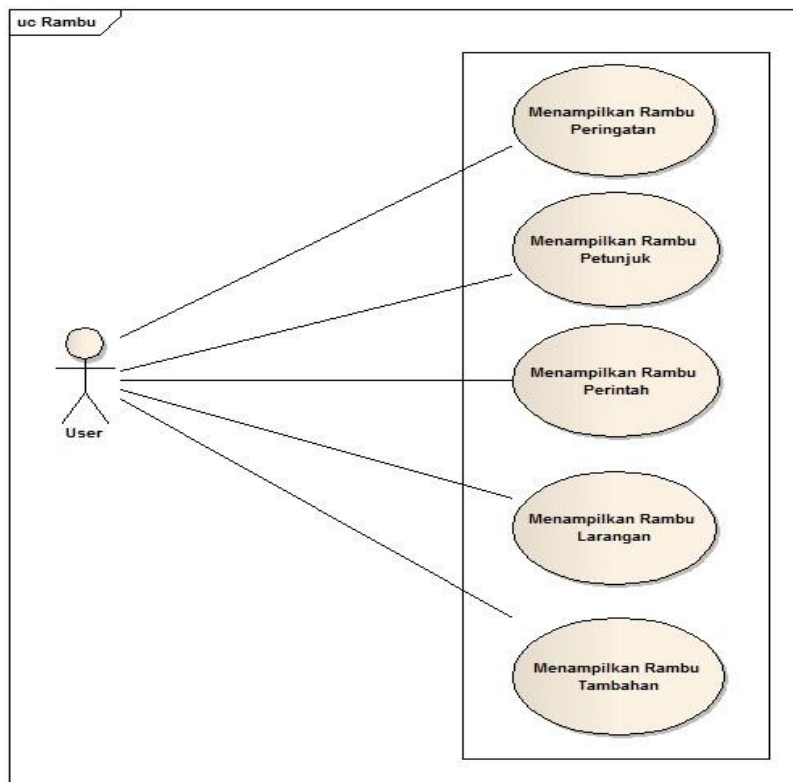 uc Rambu
Menampilkan Rambu
Peringatan
Menampilkan Rambu
Petunjuk
Menampilkan Rambu
Perintah
User
Menampilkan Rambu
Larangan
Menampilkan Rambu
Tambahan